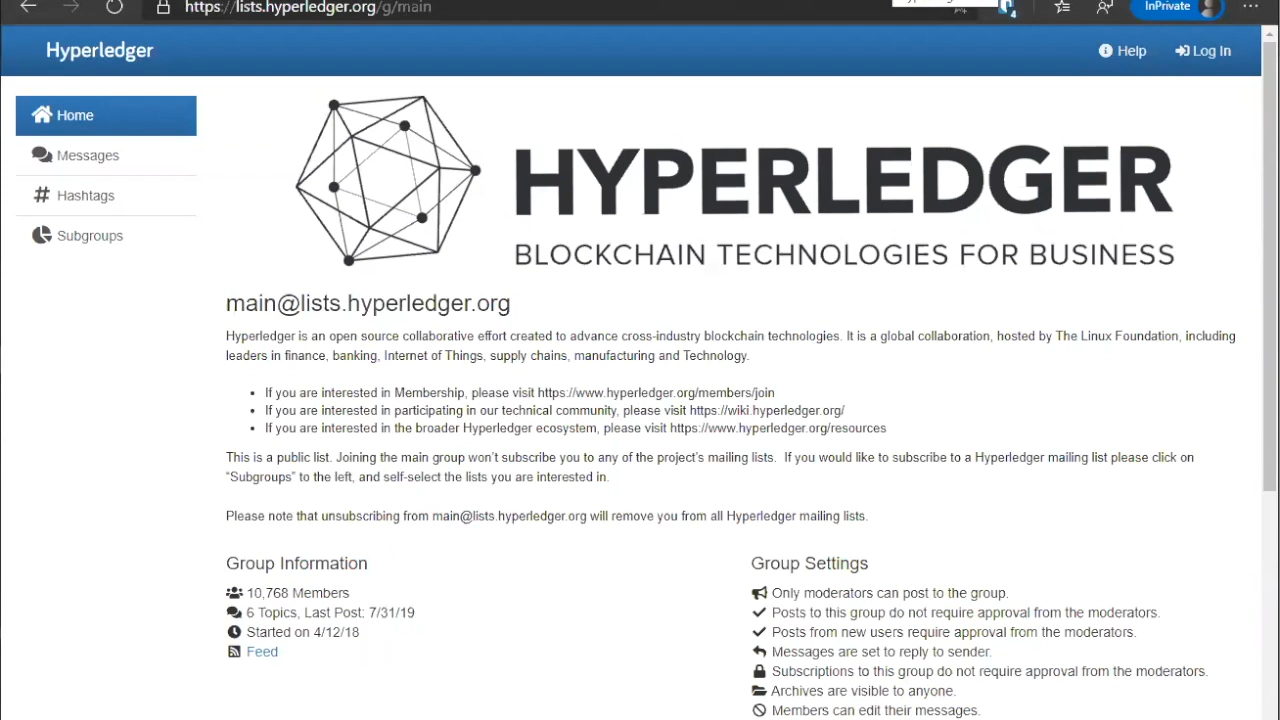 https://lists.hyperledger.org/g/main
InPrivate
Hyperledger
Help
Log In
Home
Messages
Hashtags
Subgroups
HYPERLEDGER
BLOCKCHAIN TECHNOLOGIES FOR BUSINESS
main@lists.hyperledger.org
Hyperledger is an open source collaborative effort created to advance cross-industry blockchain technologies. It is a global collaboration, hosted by The Linux Foundation, including
leaders in finance, banking, Internet of Things, supply chains, manufacturing and Technology.
• If you are interested in Membership, please visit https://www.hyperledger.org/members/join
• If you are interested in participating in our technical community, please visit https://wiki.hyperledger.org/
• If you are interested in the broader Hyperledger ecosystem, please visit https://www.hyperledger.org/resources
This is a public list. Joining the main group won't subscribe you to any of the project's mailing lists. If you would like to subscribe to a Hyperledger mailing list please click on
"Subgroups" to the left, and self-select the lists you are interested in.
Please note that unsubscribing from main@lists.hyperledger.org will remove you from all Hyperledger mailing lists.
Group Information
10,768 Members
6 Topics, Last Post: 7/31/19
Started on 4/12/18
Feed
Group Settings
Only moderators can post to the group.
Posts to this group do not require approval from the moderators.
Posts from new users require approval from the moderators.
Messages are set to reply to sender.
Subscriptions to this group do not require approval from the moderators.
Archives are visible to anyone.
Members can edit their messages.